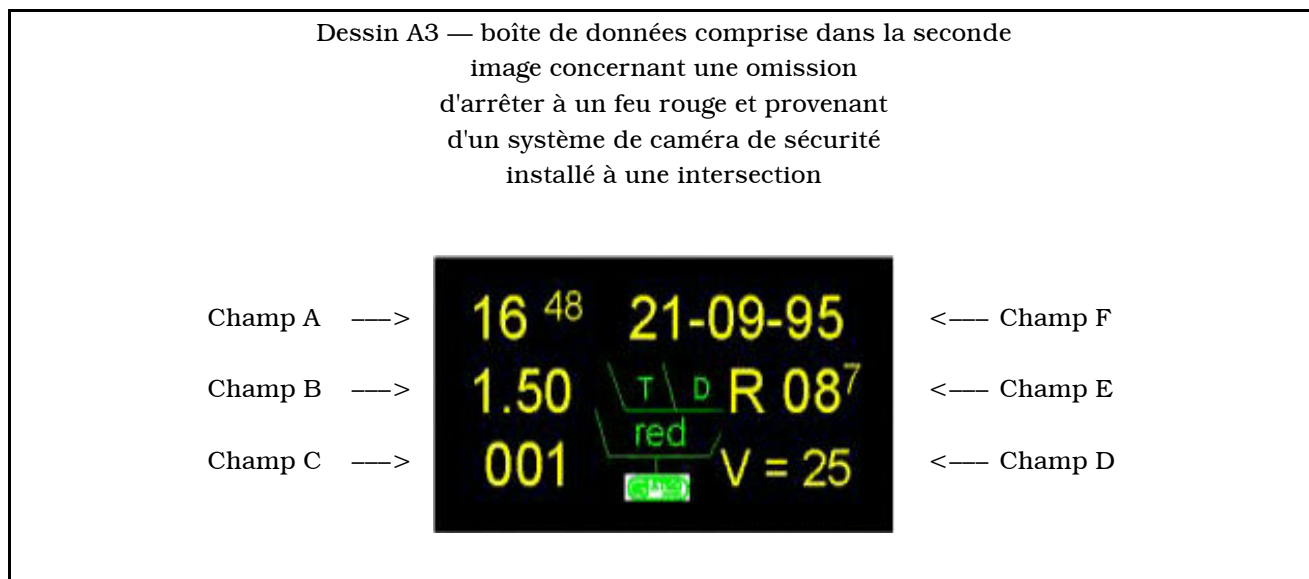 Dessin A3 — boîte de données comprise dans la seconde
image concernant une omission
d'arrêter à un feu rouge et provenant
d'un système de caméra de sécurité
installé à une intersection
Champ A ––––> 16 48 21-09-95 <–––– Champ F
Champ B ––––> 1.50 T D R 08⁷ <–––– Champ E
red
Champ C ––––> 001 V = 25 <–––– Champ D